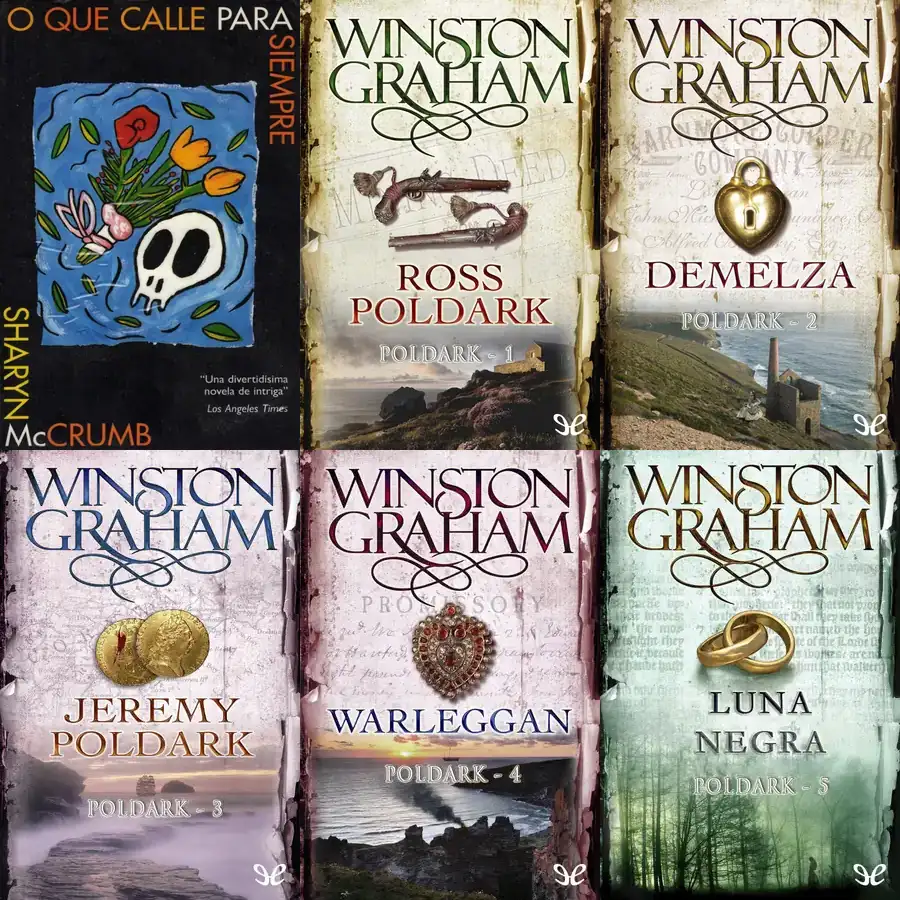 O QUE CALLE PARA
SIEMPRE
SHARYN
McCRUMB
“Una divertidísima
novela de intriga”
Los Angeles Times
WINSTON
GRAHAM
ROSS
POLDARK
POLDARK - 1
WINSTON
GRAHAM
COMPANY
DEMELZA
POLDARK - 2
WINSTON
GRAHAM
JEREMY
POLDARK
POLDARK - 3
WINSTON
GRAHAM
PROMISSORY
WARLEGGAN
POLDARK - 4
WINSTON
GRAHAM
LUNA
NEGRA
POLDARK - 5